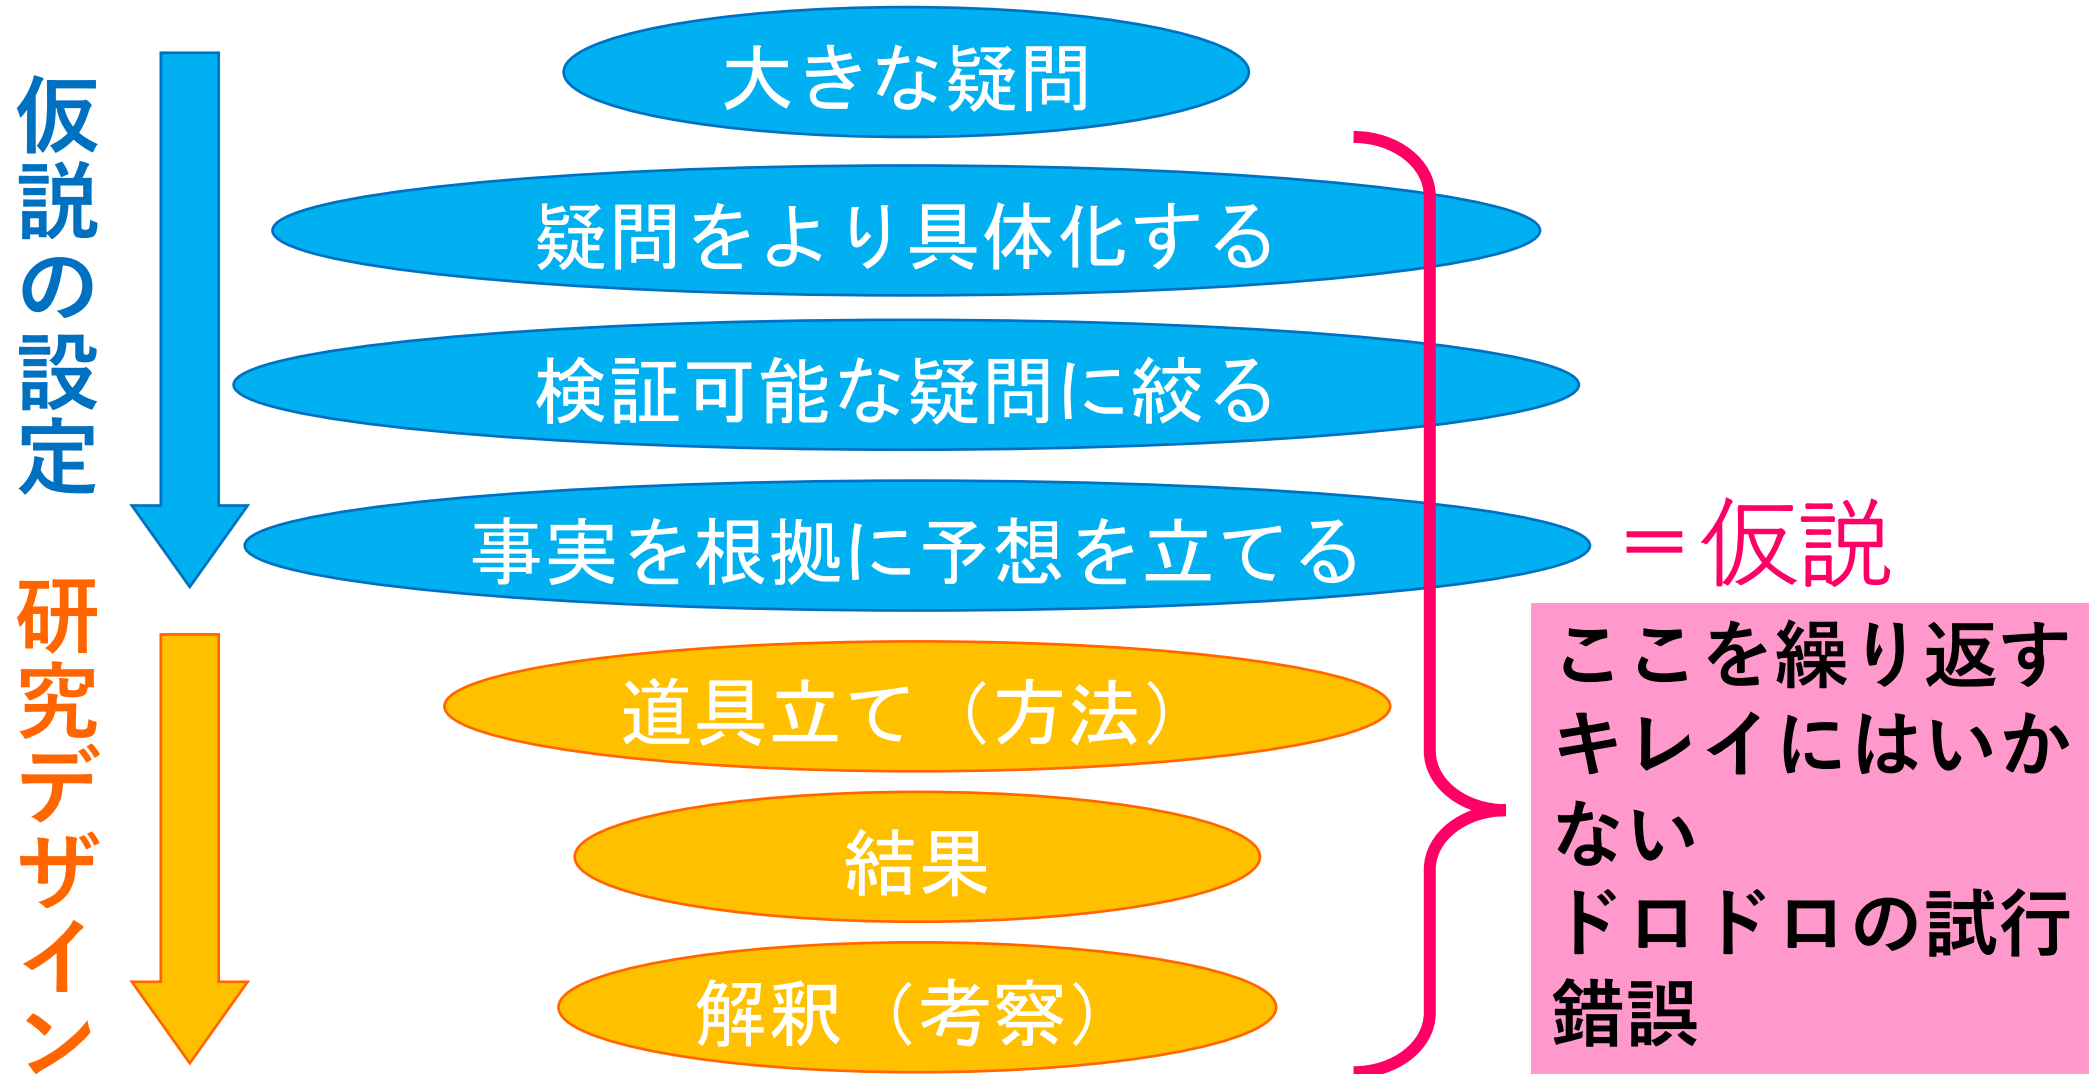 仮説の設定
研究デザイン
大きな疑問
疑問をより具体化する
検証可能な疑問に絞る
事実を根拠に予想を立てる
＝仮説
道具立て（方法）
結果
解釈（考察）
ここを繰り返す
キレイにはいか
ない
ドロドロの試行
錯誤